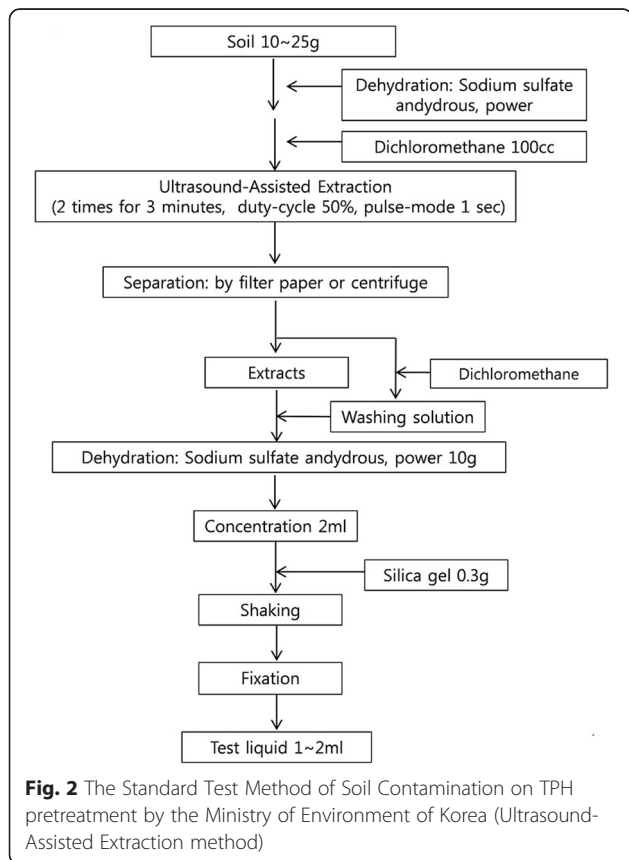 Soil 10~25g
Dehydration: Sodium sulfate
andydrous, power
Dichloromethane 100cc
Ultrasound-Assisted Extraction
(2 times for 3 minutes, duty-cycle 50%, pulse-mode 1 sec)
Separation: by filter paper or centrifuge
Extracts
Dichloromethane
Washing solution
Dehydration: Sodium sulfate andydrous, power 10g
Concentration 2ml
Silica gel 0.3g
Shaking
Fixation
Test liquid 1~2ml
Fig. 2 The Standard Test Method of Soil Contamination on TPH
pretreatment by the Ministry of Environment of Korea (Ultrasound-
Assisted Extraction method)